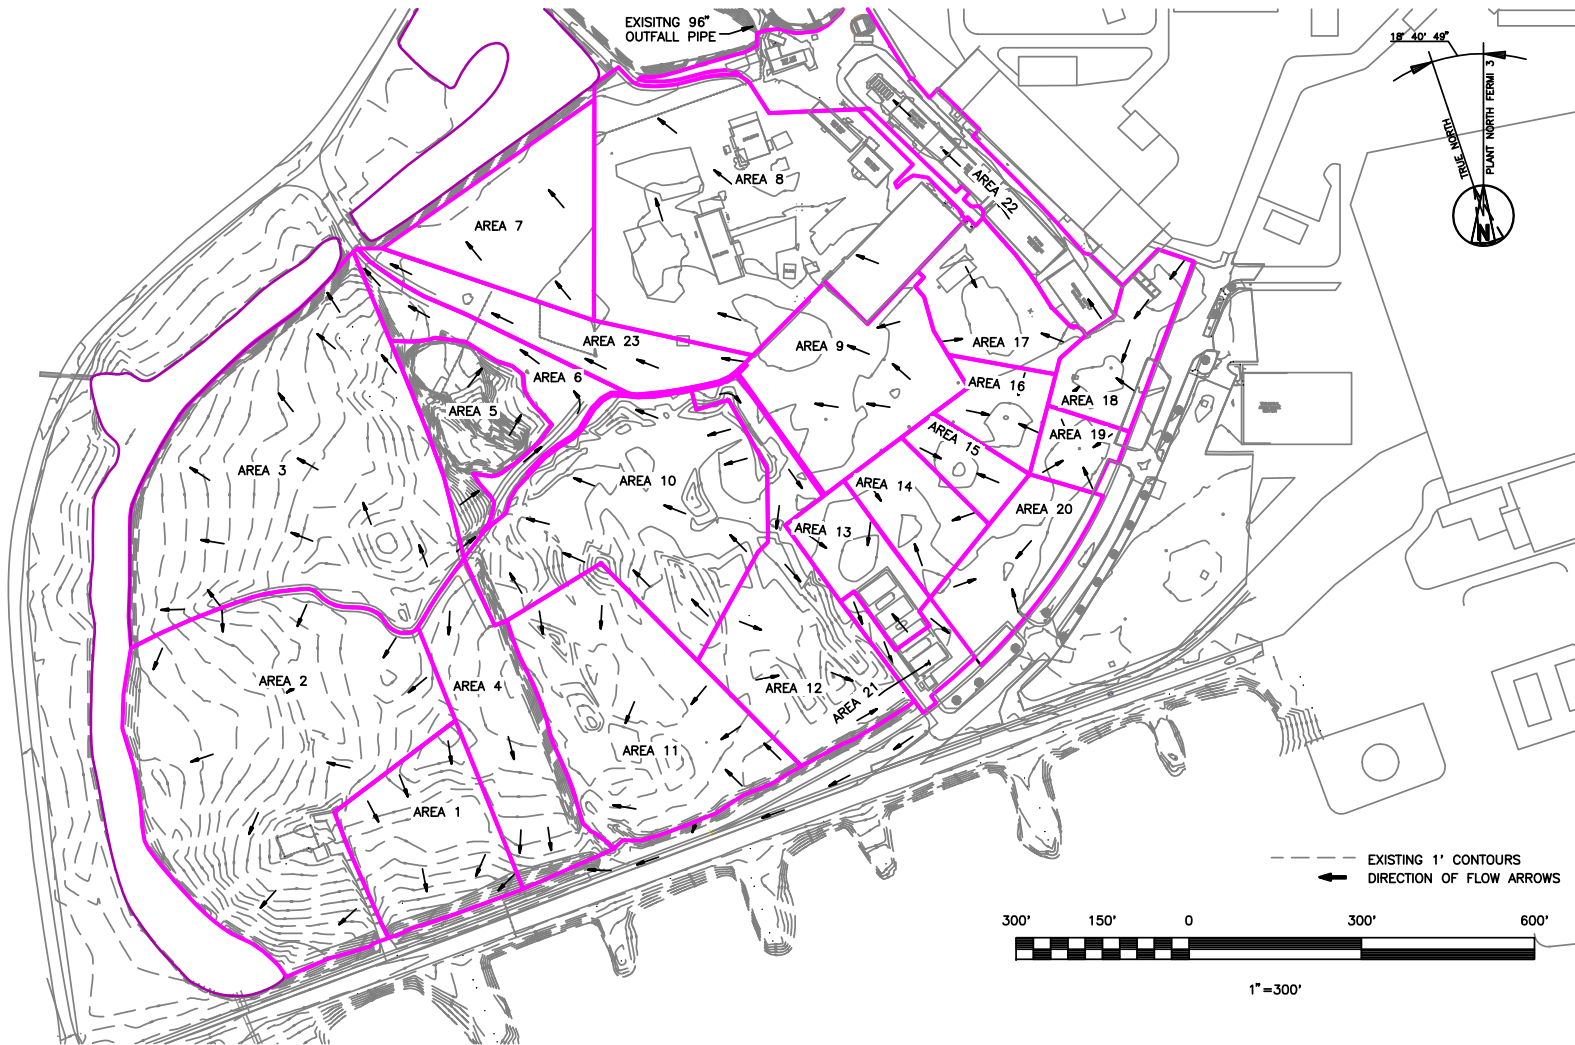 EXISITNG 96"
OUTFALL PIPE
18° 40' 49"
TRUE NORTH
PLANT NORTH FERMI 3
N
AREA 8
AREA 22
AREA 7
AREA 23
AREA 9
AREA 17
AREA 6
AREA 16
AREA 18
AREA 5
AREA 15
AREA 19
AREA 3
AREA 10
AREA 14
AREA 20
AREA 13
AREA 2
AREA 4
AREA 12
AREA 21
AREA 11
AREA 1
EXISTING 1' CONTOURS
DIRECTION OF FLOW ARROWS
300' 150' 0 300' 600'
1"=300'